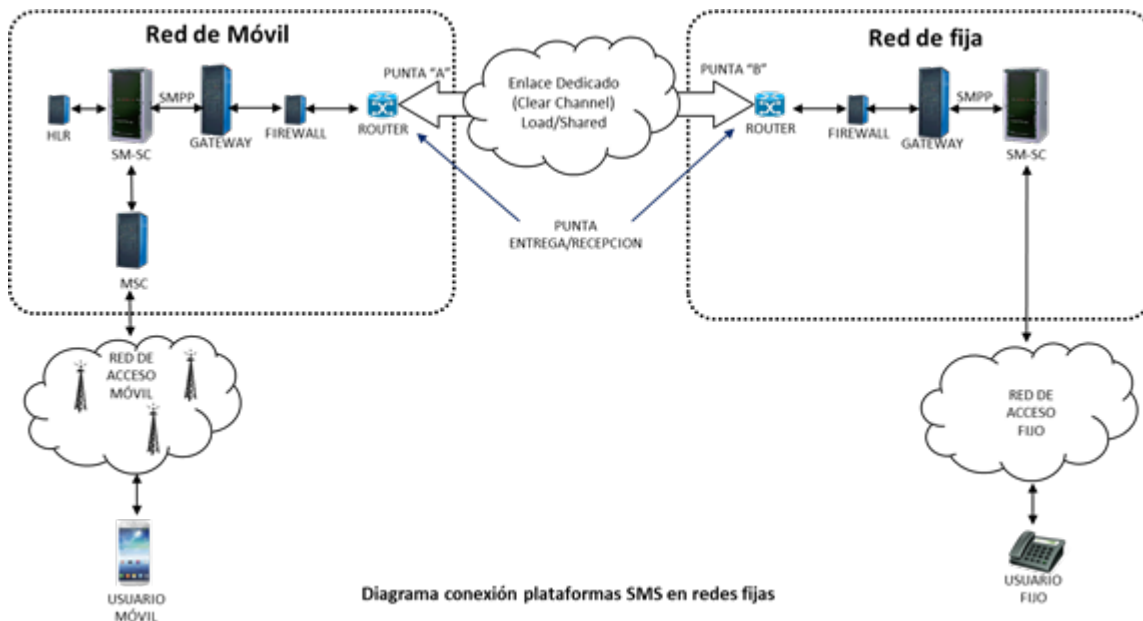 Red de Móvil
Red de fija
PUNTA "A"
PUNTA "B"
Enlace Dedicado
(Clear Channel)
Load/Shared
HLR
SM-SC
SMPP
GATEWAY
FIREWALL
ROUTER
ROUTER
FIREWALL
GATEWAY
SMPP
SM-SC
PUNTA
ENTREGA/RECEPCION
MSC
RED DE
ACCESO
MÓVIL
RED DE
ACCESO
FIJO
USUARIO
MÓVIL
Diagrama conexión plataformas SMS en redes fijas
USUARIO
FIJO